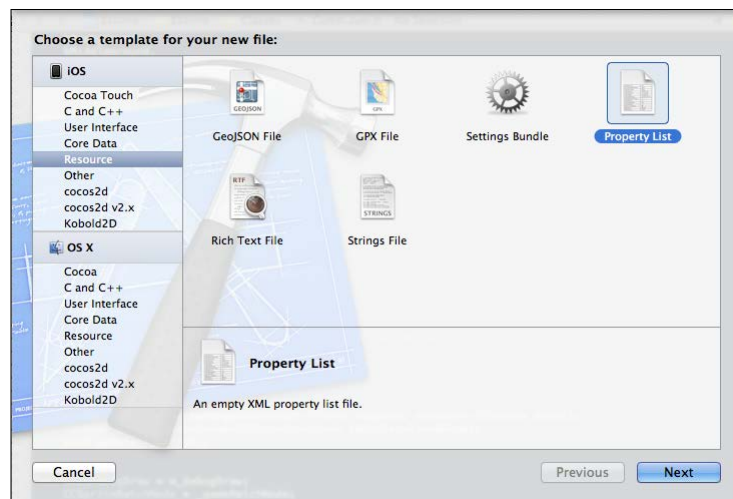 Choose a template for your new file:
iOS
Cocoa Touch
C and C++
User Interface
Core Data
Resource
Other
cocos2d
cocos2d v2.x
Kobold2D
OS X
Cocoa
C and C++
User Interface
Core Data
Resource
Other
cocos2d
cocos2d v2.x
Kobold2D
GEOJSON
GeoJSON File
GPX
GPX File
Settings Bundle
Property List
RTF
Rich Text File
STRINGS
Strings File
Property List
An empty XML property list file.
Cancel
Previous
Next